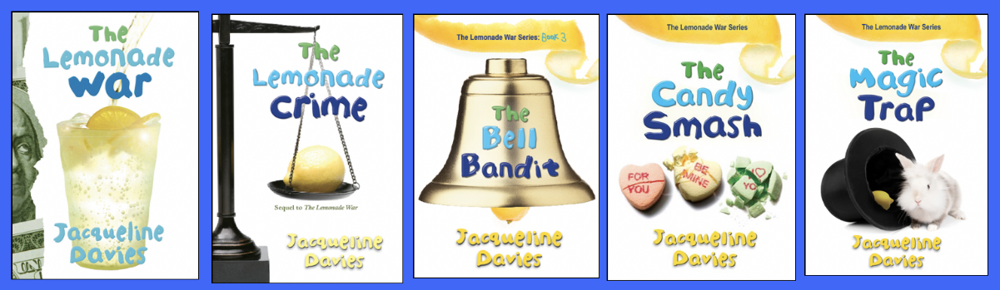 The
Lemonade
war
Jacqueline
Davies
The
Lemonade
crime
Sequel to The Lemonade War
Jacqueline
Davies
The Lemonade War Series: Book 3
The
Bell
Bandit
Jacqueline
Davies
The Lemonade War Series
The
Candy
Smash
FOR
YOU
BE
MINE
YO
Jacqueline
Davies
The Lemonade War Series
The
Magic
Trap
Jacqueline
Davies